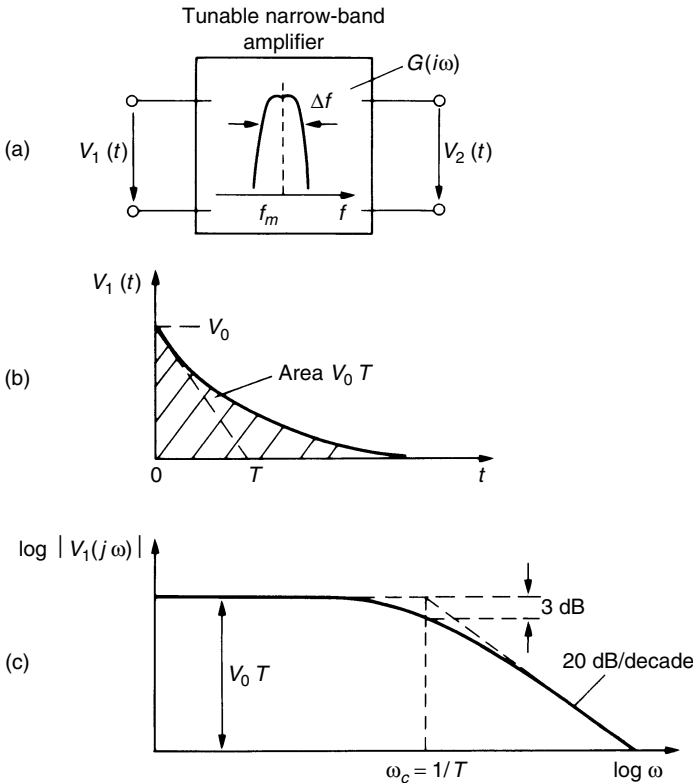 Tunable narrow-band
amplifier
G(iω)
Δf
(a)
V₁ (t)
V₂ (t)
fₘ
f
V₁ (t)
V₀
(b)
Area V₀ T
0
T
t
log | V₁(j ω) |
3 dB
(c)
V₀ T
20 dB/decade
ω_c = 1/T
log ω